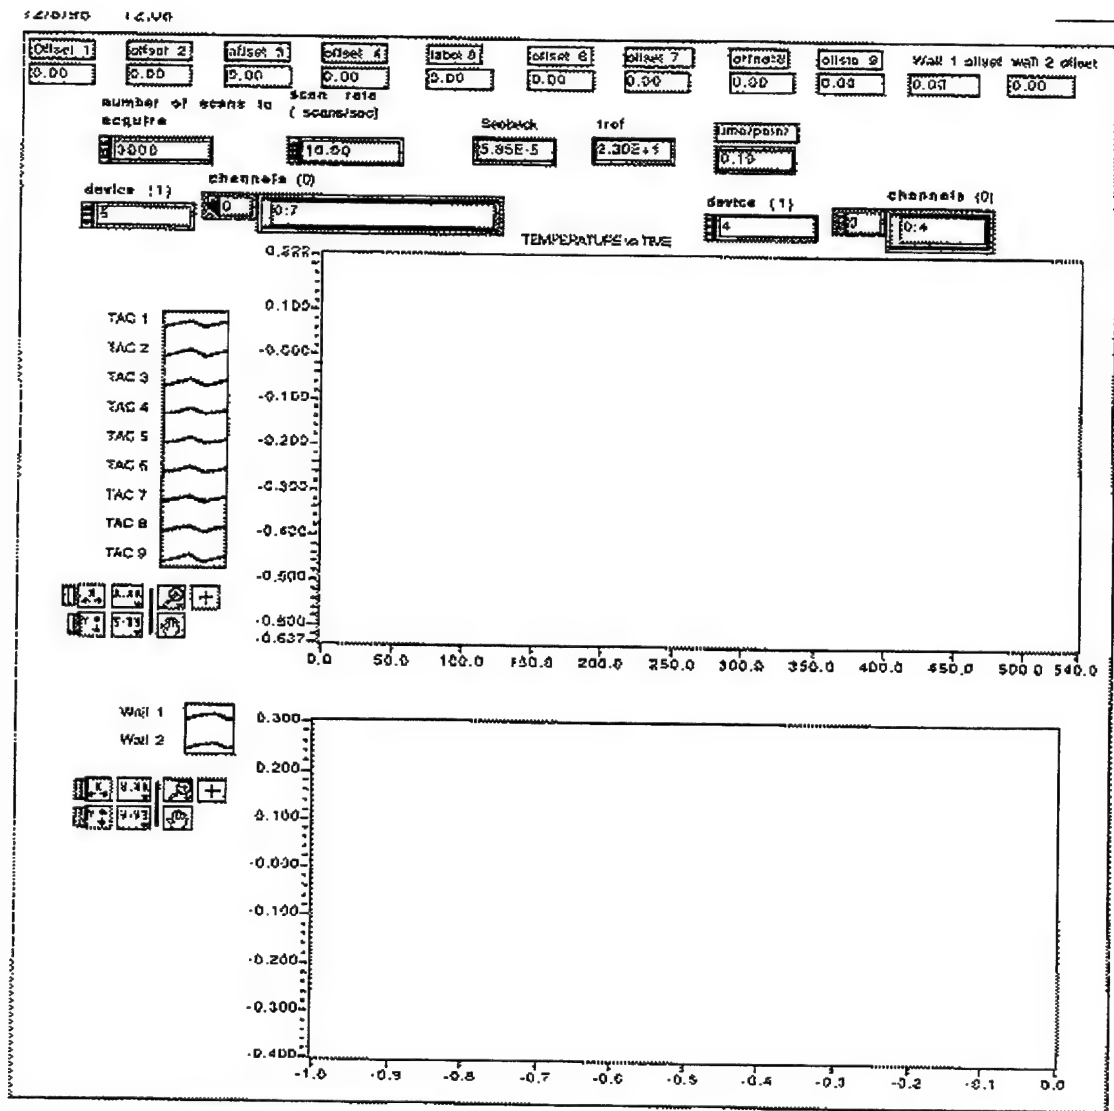 Offset 1 offset 2 offset 3 offset 4 label 8 offset 6 offset 7 offset8 offste 9 Wall 1 offset wall 2 offset
0.00 0.00 0.00 0.00 0.00 0.00 0.00 0.00 0.00 0.00 0.00
number of scans to acquire
scan rate ( scans/sec)
Seebeck tref time/point
10.00 5.85E-5 0.10
device (1) channels (0) device (1) channels (0)
5 0 0:7 4 0 0:4
TEMPERATURE vs TIME
0.100
-0.100
-0.200
-0.300
-0.500
-0.600
-0.637
TAC 1
TAC 2
TAC 3
TAC 4
TAC 5
TAC 6
TAC 7
TAC 8
TAC 9
0.0 50.0 100.0 150.0 200.0 250.0 300.0 350.0 400.0 450.0 500.0 540.0
Wall 1
Wall 2
0.300
0.200
0.100
-0.000
-0.100
-0.200
-0.300
-0.400
-1.0 -0.9 -0.8 -0.7 -0.6 -0.5 -0.4 -0.3 -0.2 -0.1 0.0